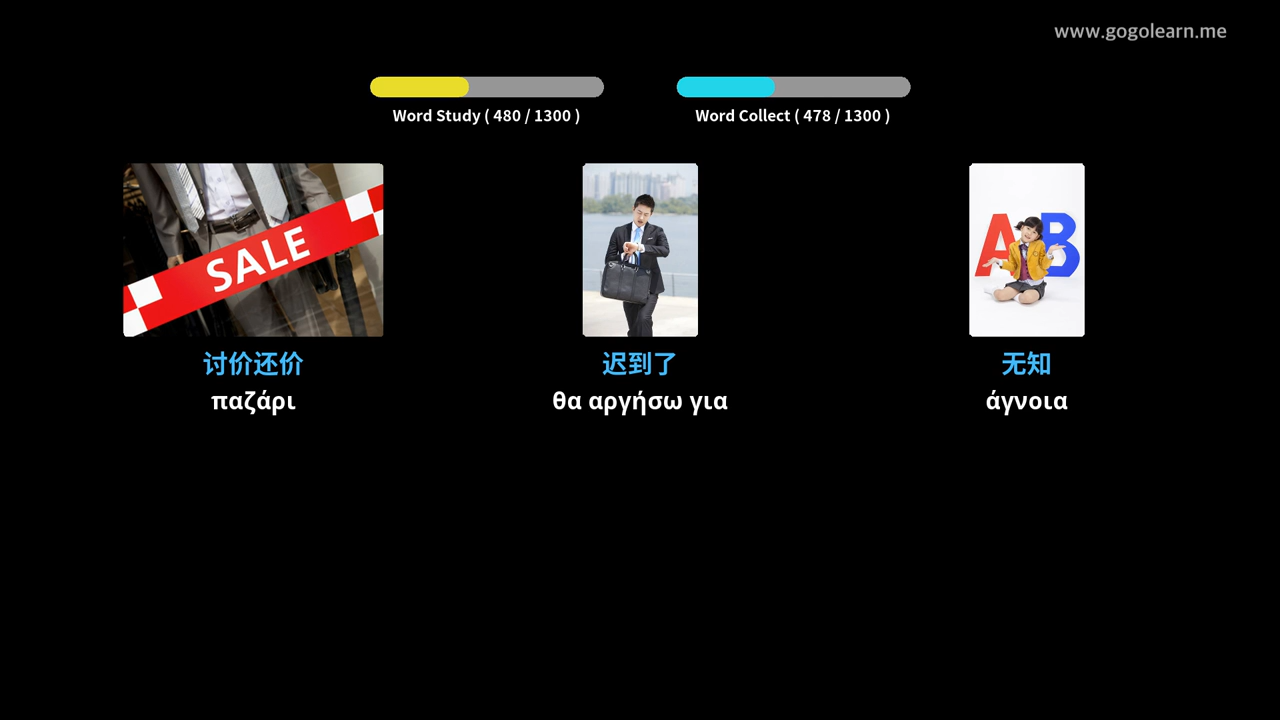 www.gogolearn.me
Word Study ( 480 / 1300 )
Word Collect ( 478 / 1300 )
SALE
A B
讨价还价
迟到了
无知
παζάρι
θα αργήσω για
άγνοια